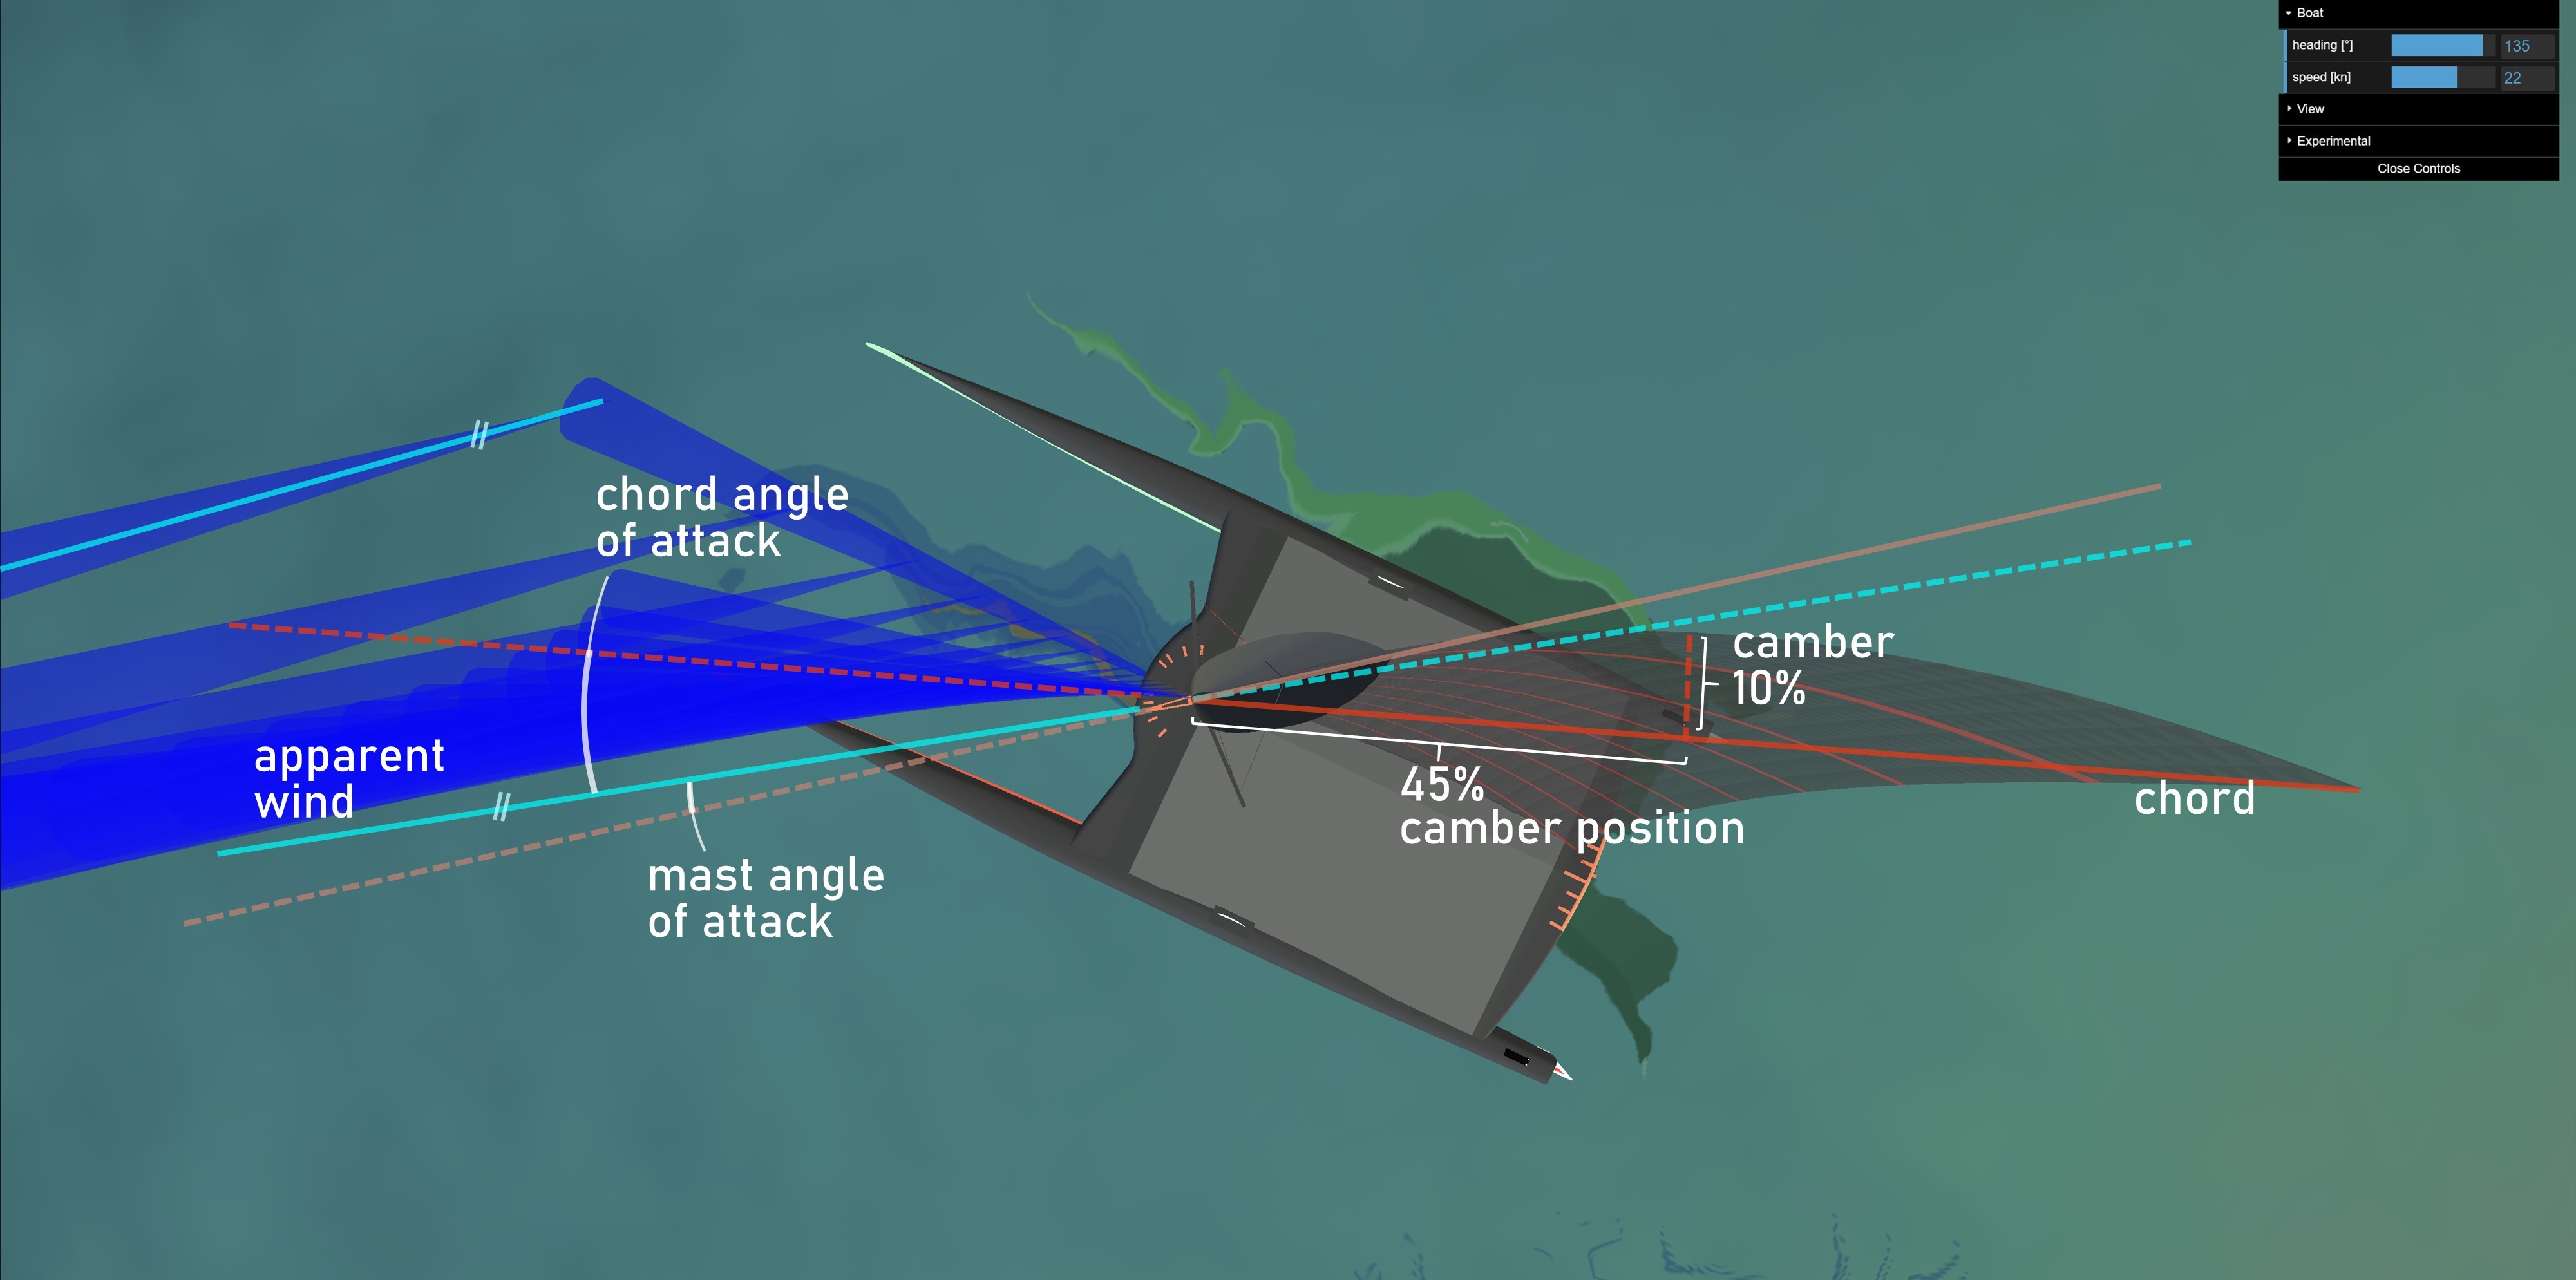 Boat
heading [°] 135
speed [kn] 22
View
Experimental
Close Controls
chord angle
of attack
camber
10%
apparent
wind
45%
camber position
chord
mast angle
of attack